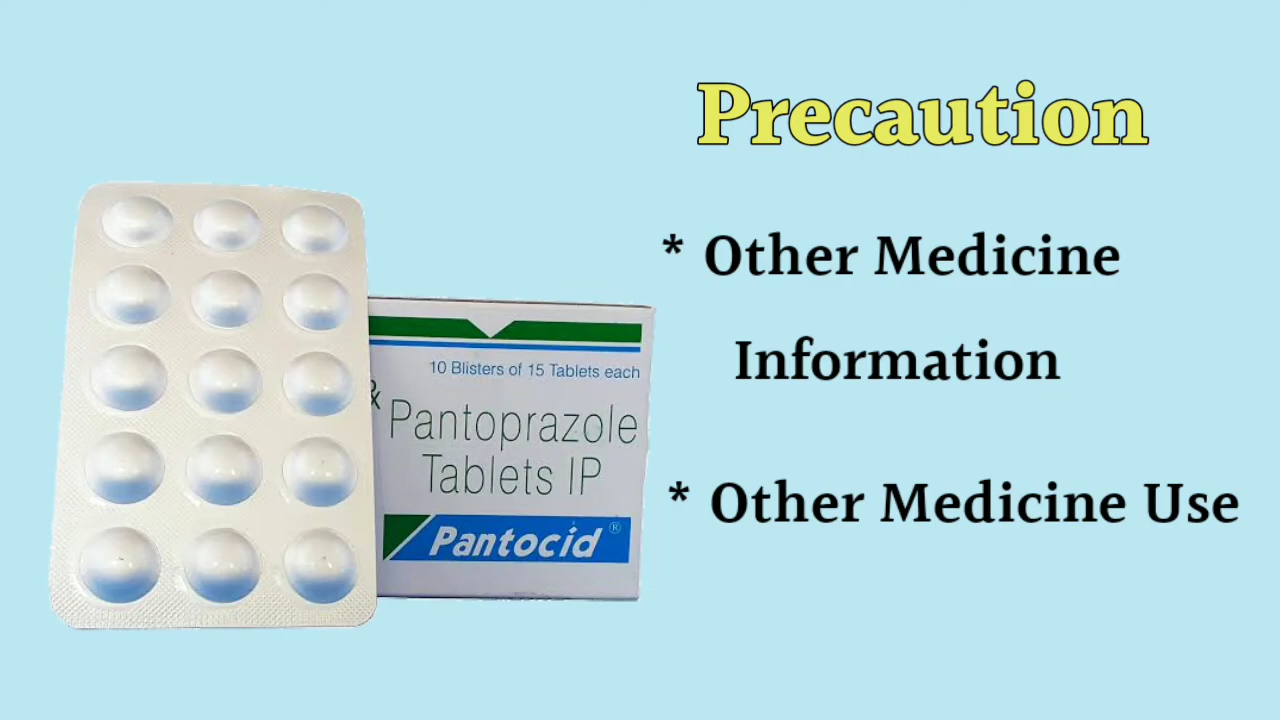 Precaution
* Other Medicine
Information
* Other Medicine Use
10 Blisters of 15 Tablets each
Pantoprazole
Tablets IP
Pantocid ®